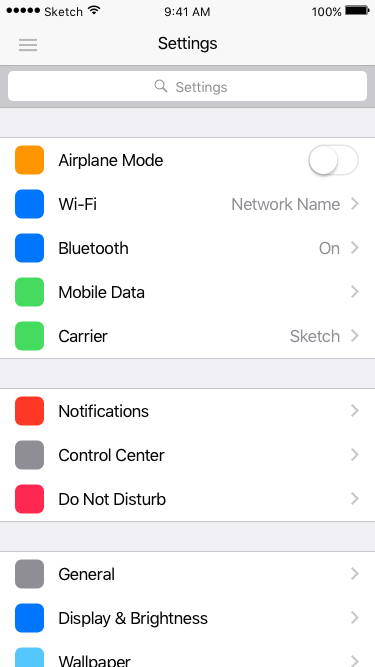 Sketch 9:41 AM 100%
Settings
Settings
Airplane Mode
Wi-Fi Network Name
Bluetooth On
Mobile Data
Carrier Sketch
Notifications
Control Center
Do Not Disturb
General
Display & Brightness
Wallpaper